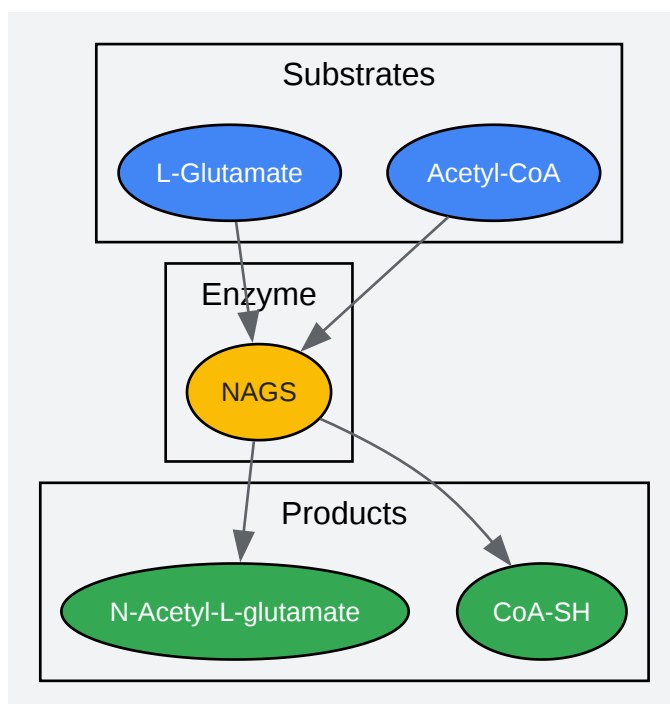 Substrates
L-Glutamate
Acetyl-CoA
Enzyme
NAGS
Products
N-Acetyl-L-glutamate
CoA-SH